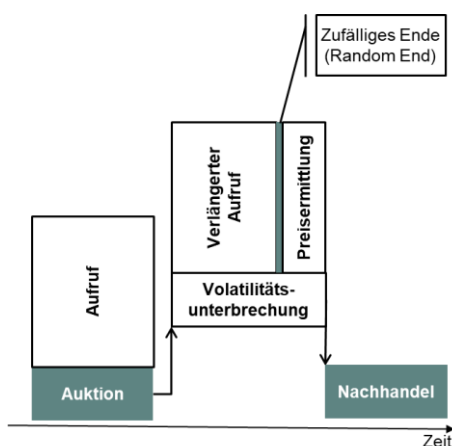 Zufälliges Ende
(Random End)
Verlängerter
Aufruf
Preisermittlung
Aufruf
Volatilitäts-
unterbrechung
Auktion
Nachhandel
Zeit